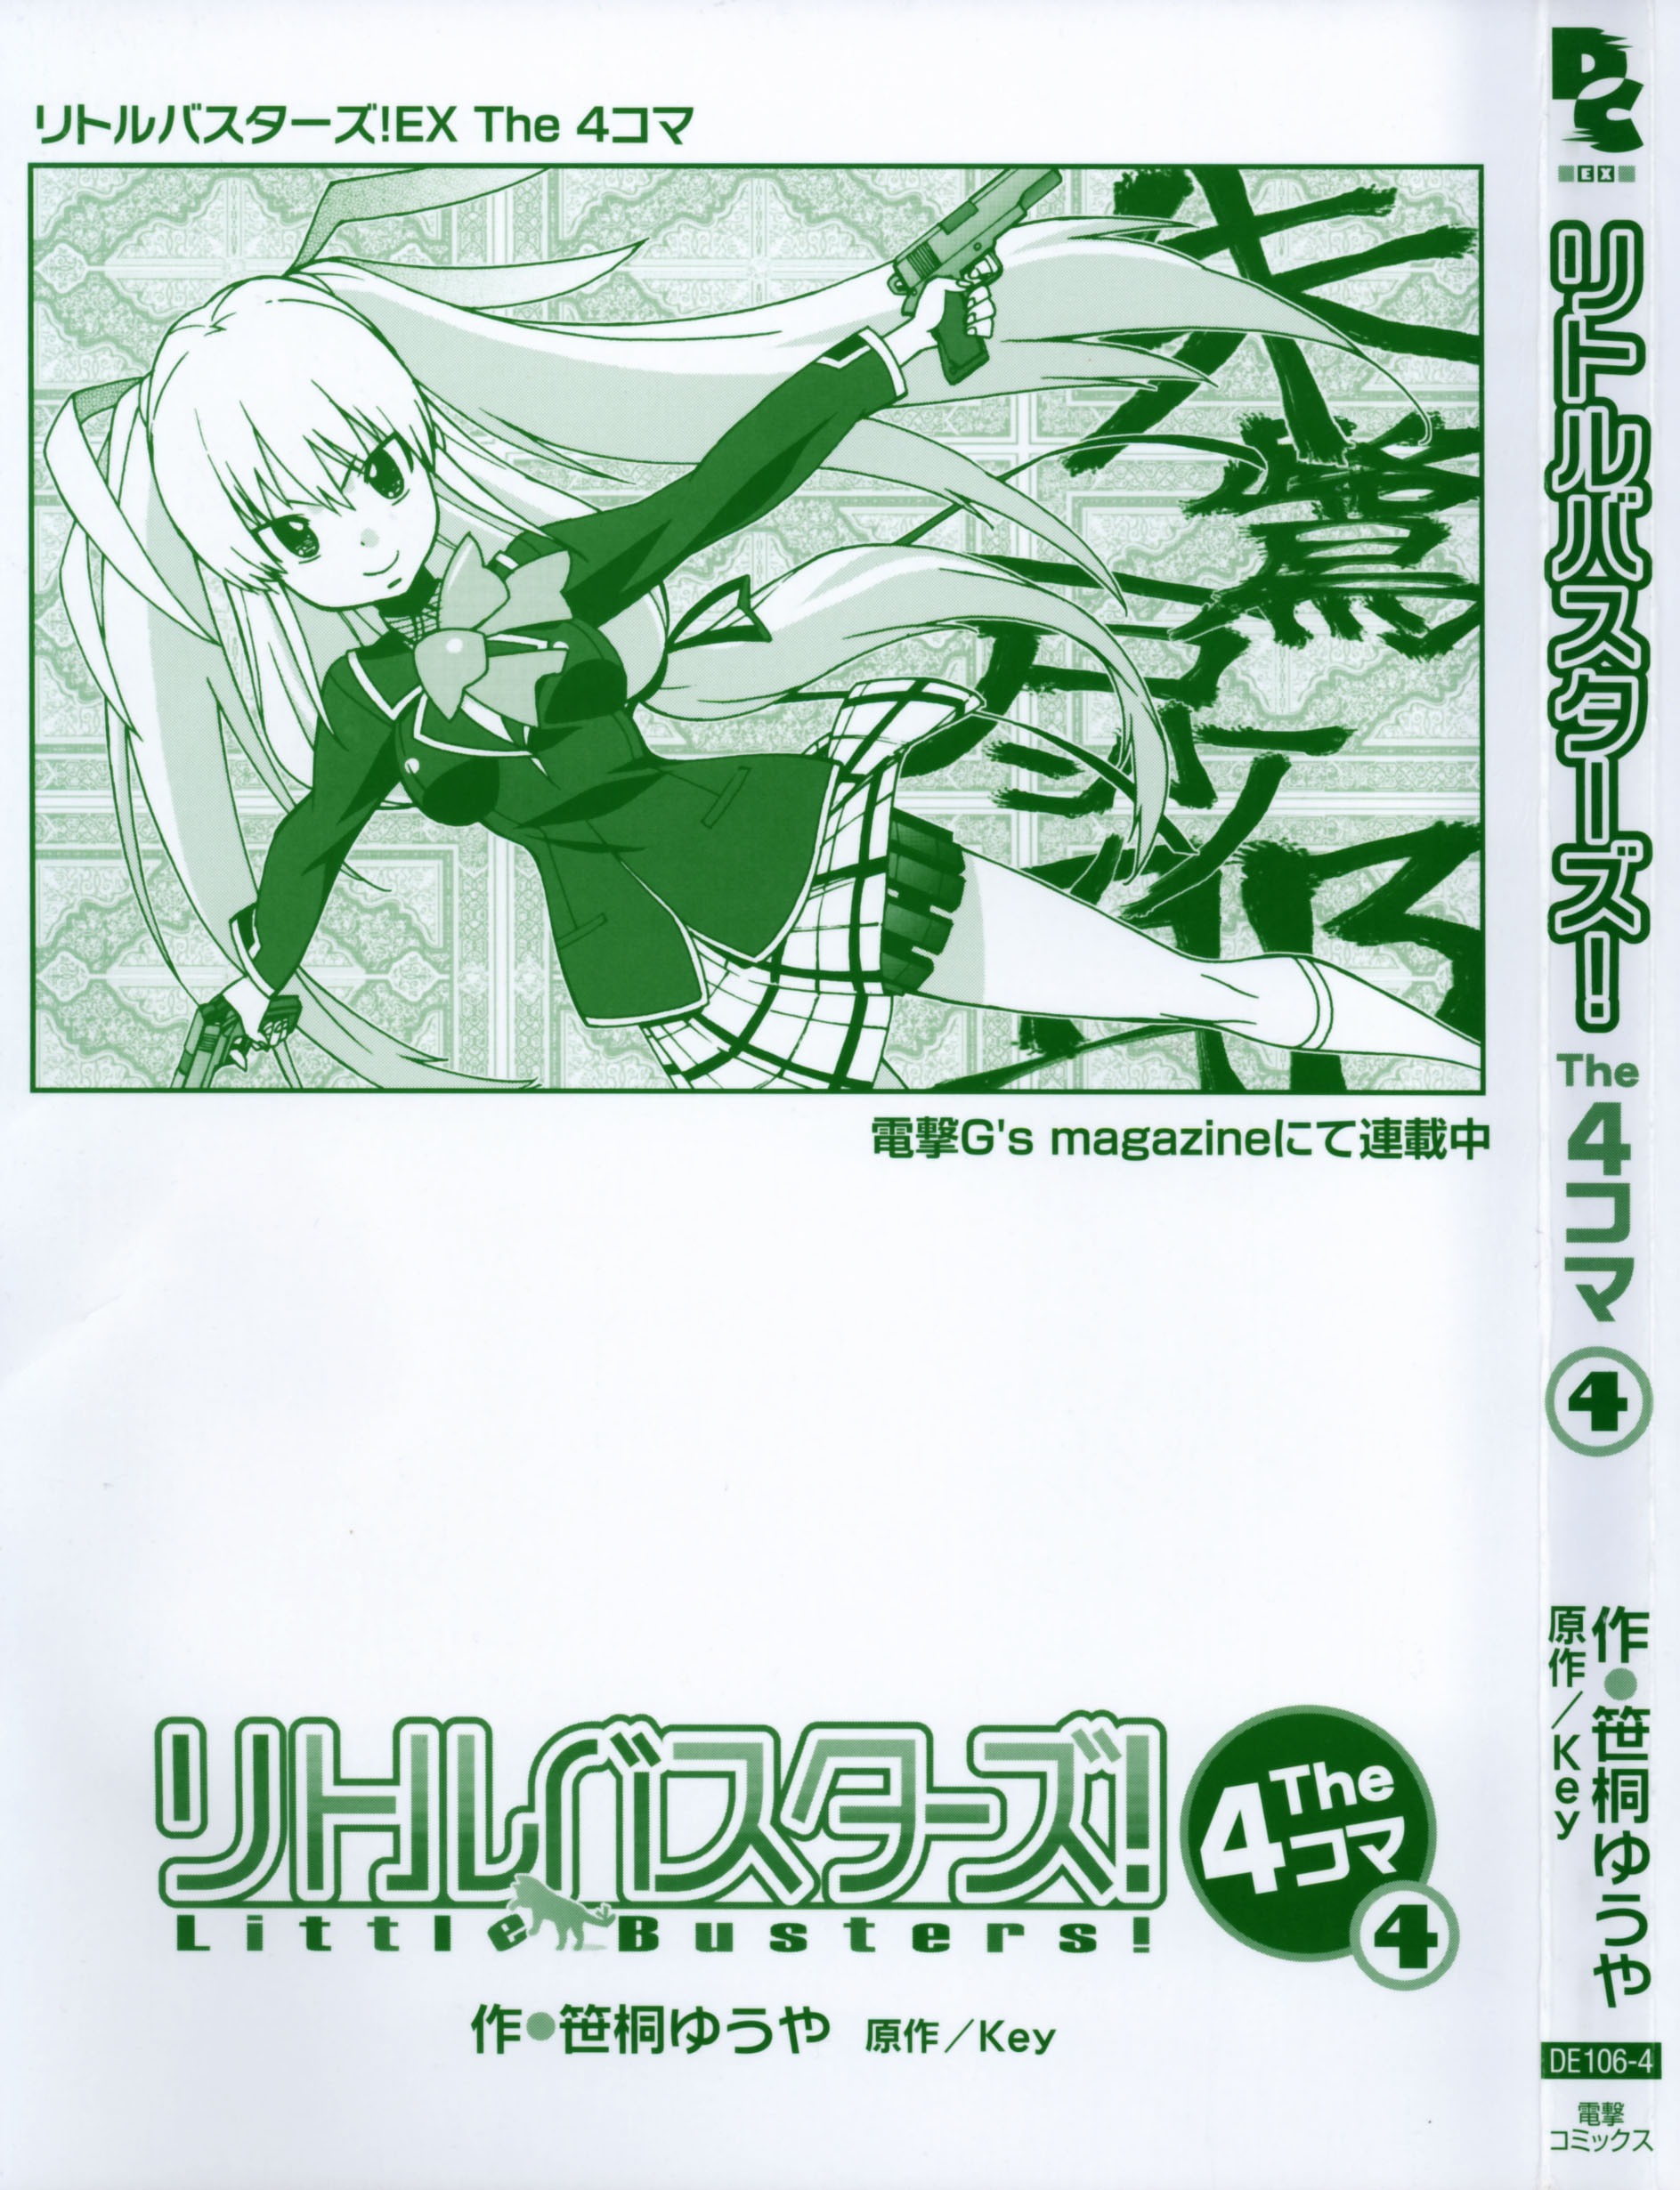 リトルバスターズ!EX The 4コマ
電撃G's magazineにて連載中
リトルバスターズ!
Little Busters!
The
4コマ
4
作●笹桐ゆうや 原作/Key
DC
EX
リトルバスターズ!
The
4コマ
4
作●笹桐ゆうや
原作/Key
DE106-4
電撃
コミックス